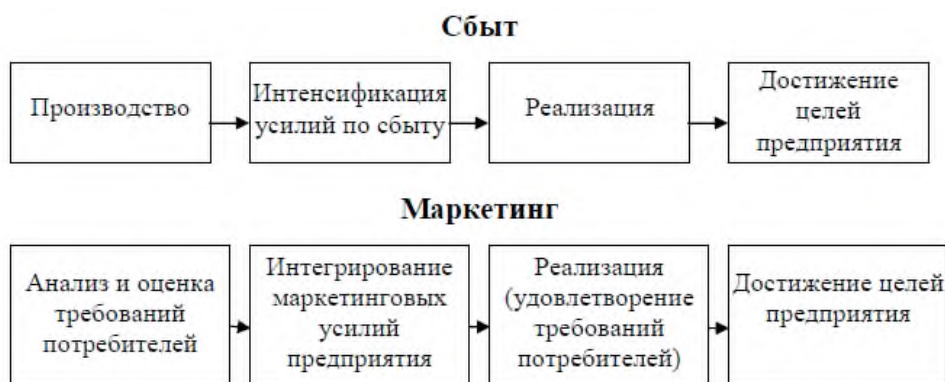 Сбыт
Производство
Интенсификация
усилий по сбыту
Реализация
Достижение
целей
предприятия
Маркетинг
Анализ и оценка
требований
потребителей
Интегрирование
маркетинговых
усилий
предприятия
Реализация
(удовлетворение
требований
потребителей)
Достижение целей
предприятия